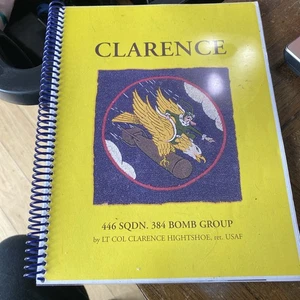 CLARENCE
446 SQDN. 384 BOMB GROUP
by LT COL CLARENCE HIGHTSHOE, ret. USAF